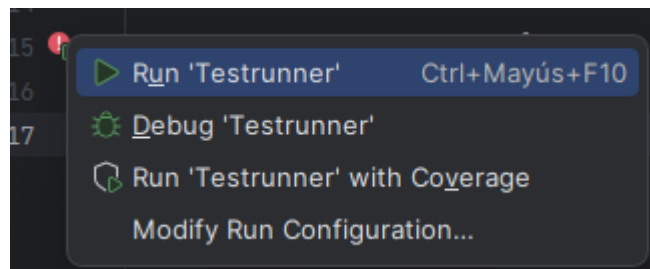 15
Run 'Testrunner' Ctrl+Mayús+F10
16
Debug 'Testrunner'
17
Run 'Testrunner' with Coverage
Modify Run Configuration...